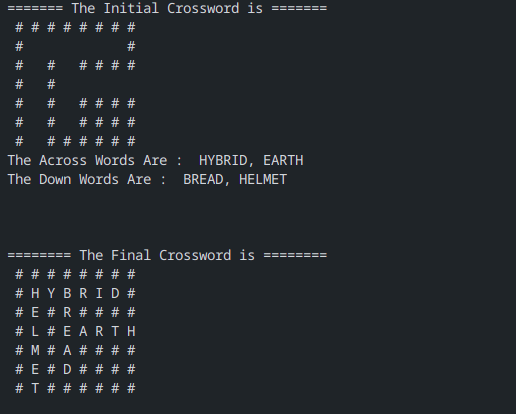 ======= The Initial Crossword is =======
 # # # # # # # #
 #             #
 #   #   # # # #
 #   #
 #   #   # # # #
 #   #   # # # #
 #   # # # # # #
The Across Words Are :  HYBRID, EARTH
The Down Words Are :  BREAD, HELMET
======== The Final Crossword is ========
 # # # # # # # #
 # H Y B R I D #
 # E # R # # # #
 # L # E A R T H
 # M # A # # # #
 # E # D # # # #
 # T # # # # # #